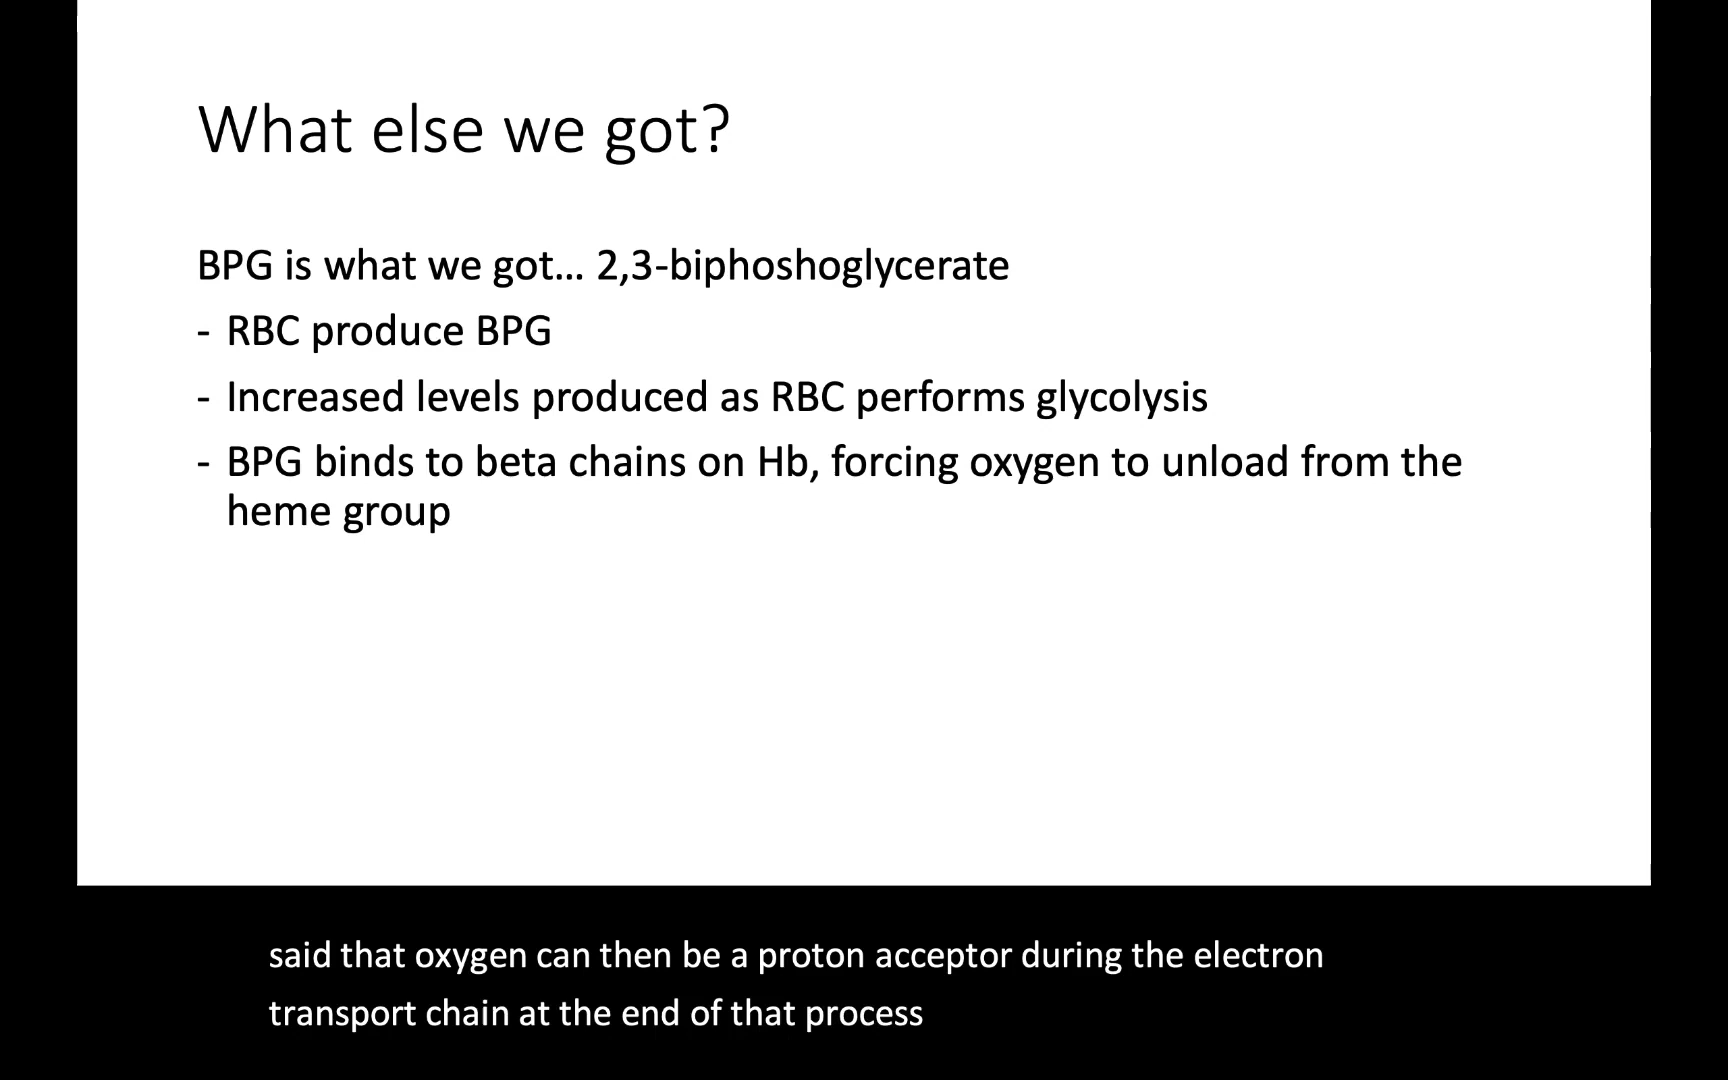 What else we got?
BPG is what we got... 2,3-biphoshoglycerate
- RBC produce BPG
- Increased levels produced as RBC performs glycolysis
- BPG binds to beta chains on Hb, forcing oxygen to unload from the
heme group
said that oxygen can then be a proton acceptor during the electron
transport chain at the end of that process